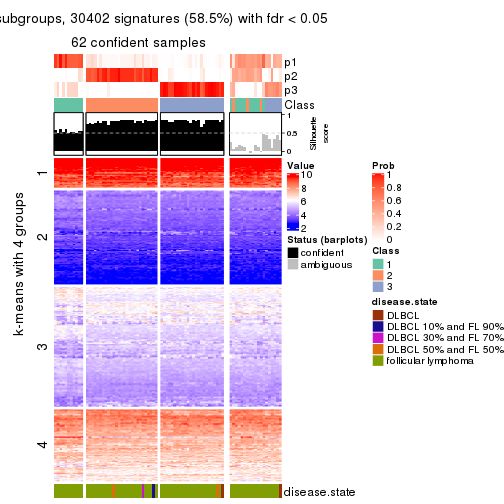 subgroups, 30402 signatures (58.5%) with fdr < 0.05
62 confident samples
p1
p2
p3
Class
1
0.5
0
Silhouette
score
k-means with 4 groups
1
2
3
4
disease.state
Value
10
8
6
4
2
Status (barplots)
confident
ambiguous
Prob
1
0.8
0.6
0.4
0.2
0
Class
1
2
3
disease.state
DLBCL
DLBCL 10% and FL 90%
DLBCL 30% and FL 70%
DLBCL 50% and FL 50%
follicular lymphoma